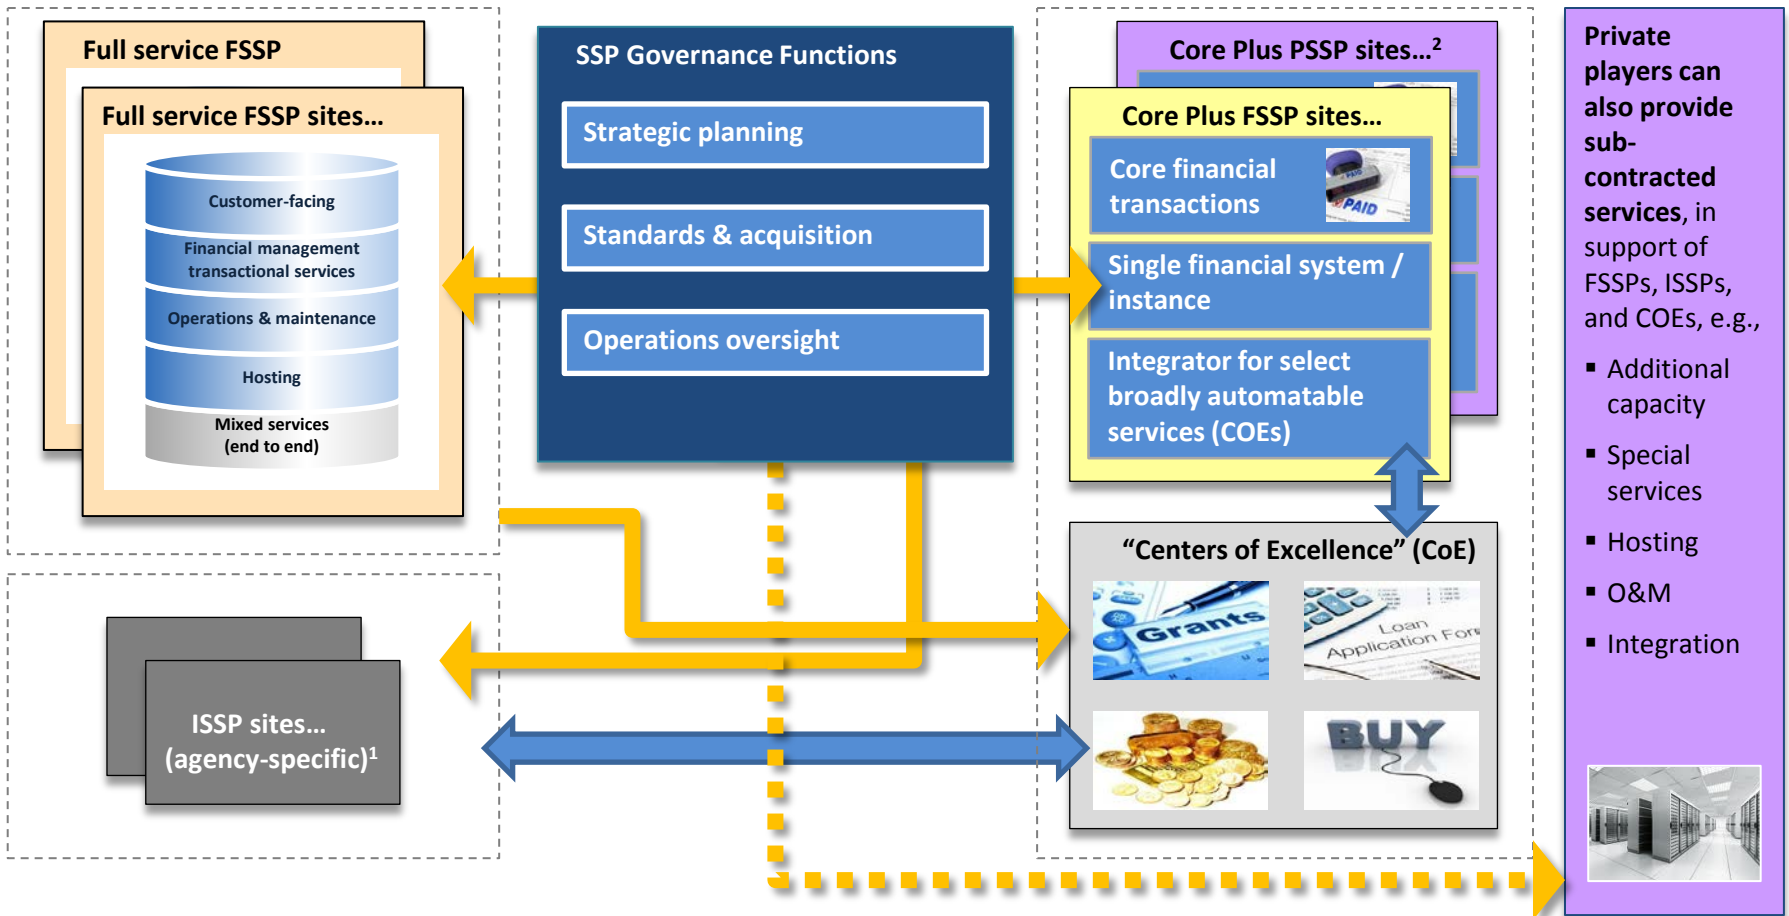 Full service FSSP
Full service FSSP sites…
Customer-facing
Financial management
transactional services
Operations & maintenance
Hosting
Mixed services
(end to end)
SSP Governance Functions
Strategic planning
Standards & acquisition
Operations oversight
Core Plus PSSP sites…2
Core Plus FSSP sites…
Core financial
transactions
PAID
PAID
Single financial system /
instance
Integrator for select
broadly automatable
services (COEs)
“Centers of Excellence” (CoE)
Grants
Loan
Application For
BUY
ISSP sites…
(agency-specific)1
Private
players can
also provide
sub-
contracted
services, in
support of
FSSPs, ISSPs,
and COEs, e.g.,
▪ Additional
capacity
▪ Special
services
▪ Hosting
▪ O&M
▪ Integration